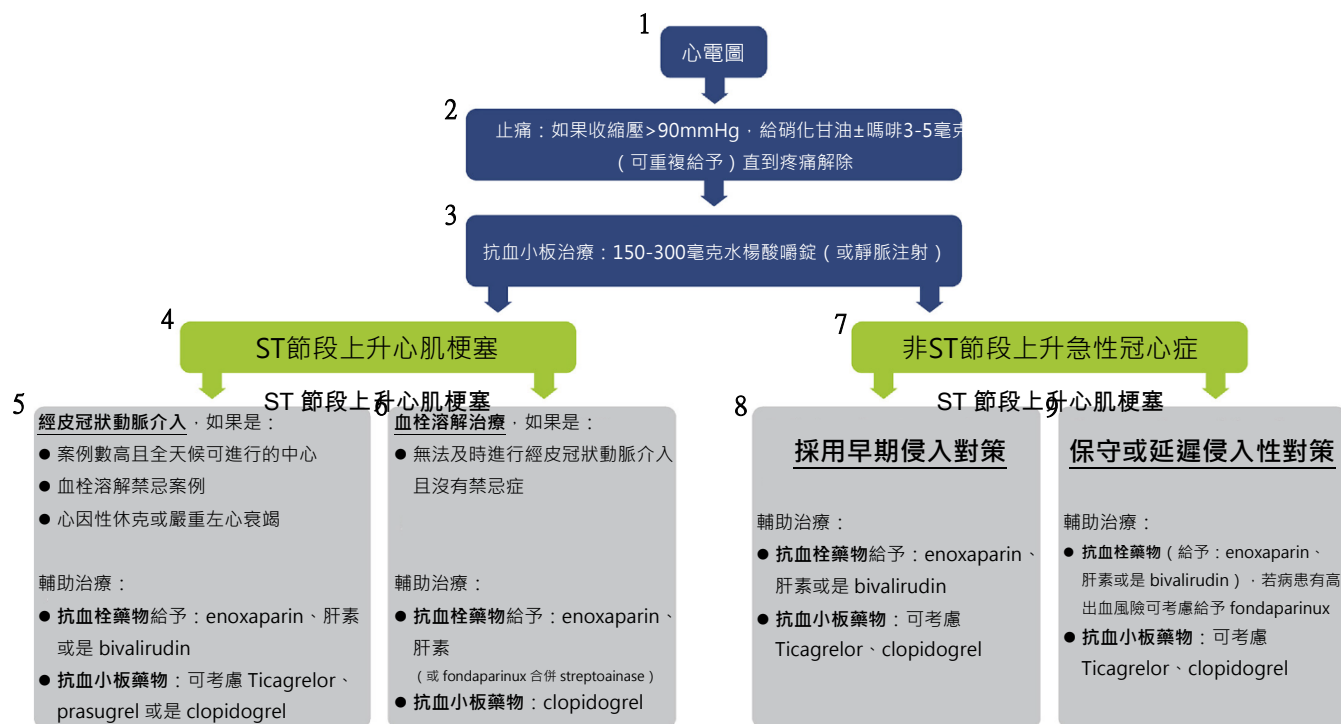 1
心電圖
2
止痛：如果收縮壓>90mmHg，給硝化甘油±嗎啡3-5毫克
（可重複給予）直到疼痛解除
3
抗血小板治療：150-300毫克水楊酸嚼錠（或靜脈注射）
4
ST節段上升心肌梗塞
7
非ST節段上升急性冠心症
5
ST 節段上升心肌梗塞
經皮冠狀動脈介入，如果是：
● 案例數高且全天候可進行的中心
● 血栓溶解禁忌案例
● 心因性休克或嚴重左心衰竭
輔助治療：
● 抗血栓藥物給予：enoxaparin、肝素
或是 bivalirudin
● 抗血小板藥物：可考慮 Ticagrelor、
prasugrel 或是 clopidogrel
6
血栓溶解治療，如果是：
● 無法及時進行經皮冠狀動脈介入
且沒有禁忌症
輔助治療：
● 抗血栓藥物給予：enoxaparin、
肝素
（或 fondaparinux 合併 streptoainase）
● 抗血小板藥物：clopidogrel
8
ST 節段上升心肌梗塞
採用早期侵入對策
輔助治療：
● 抗血栓藥物給予：enoxaparin、
肝素或是 bivalirudin
● 抗血小板藥物：可考慮
Ticagrelor、clopidogrel
9
保守或延遲侵入性對策
輔助治療：
● 抗血栓藥物（給予：enoxaparin、
肝素或是 bivalirudin），若病患有高
出血風險可考慮給予 fondaparinux
● 抗血小板藥物：可考慮
Ticagrelor、clopidogrel